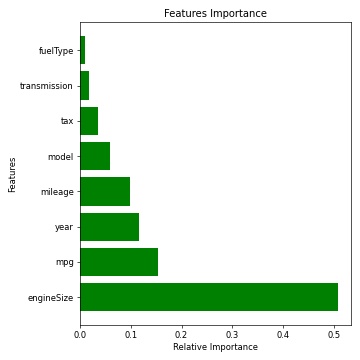 Features Importance
fuelType
transmission
tax
model
mileage
year
mpg
engineSize
Features
0.0 0.1 0.2 0.3 0.4 0.5
Relative Importance